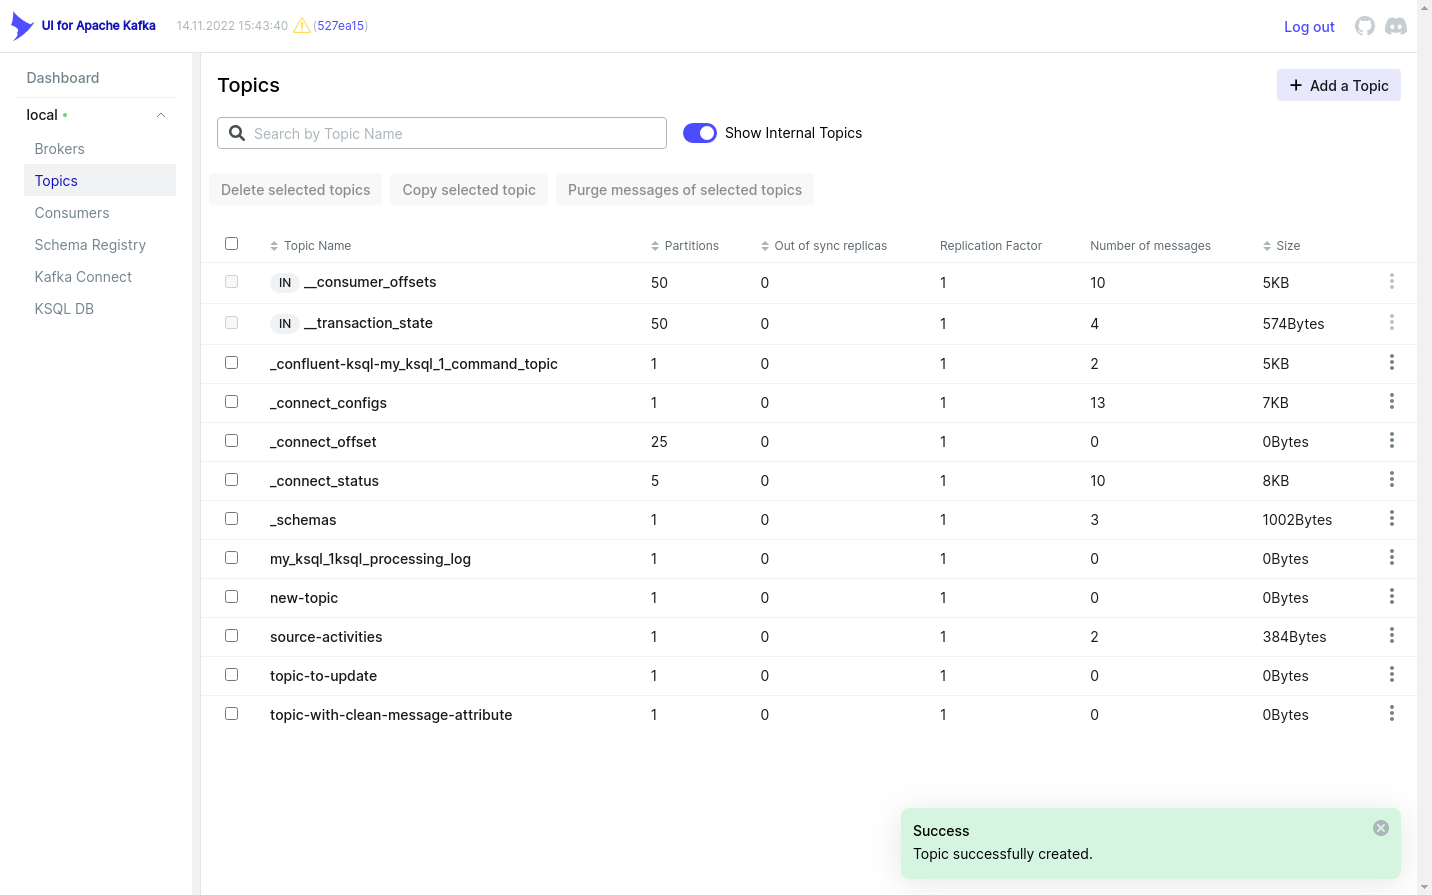 UI for Apache Kafka 14.11.2022 15:43:40 (527ea15) Log out
Dashboard
local
Brokers
Topics
Consumers
Schema Registry
Kafka Connect
KSQL DB
Topics
Add a Topic
Search by Topic Name
Show Internal Topics
Delete selected topics Copy selected topic Purge messages of selected topics
Topic Name Partitions Out of sync replicas Replication Factor Number of messages Size
IN __consumer_offsets 50 0 1 10 5KB
IN __transaction_state 50 0 1 4 574Bytes
_confluent-ksql-my_ksql_1_command_topic 1 0 1 2 5KB
_connect_configs 1 0 1 13 7KB
_connect_offset 25 0 1 0 0Bytes
_connect_status 5 0 1 10 8KB
_schemas 1 0 1 3 1002Bytes
my_ksql_1ksql_processing_log 1 0 1 0 0Bytes
new-topic 1 0 1 0 0Bytes
source-activities 1 0 1 2 384Bytes
topic-to-update 1 0 1 0 0Bytes
topic-with-clean-message-attribute 1 0 1 0 0Bytes
Success
Topic successfully created.